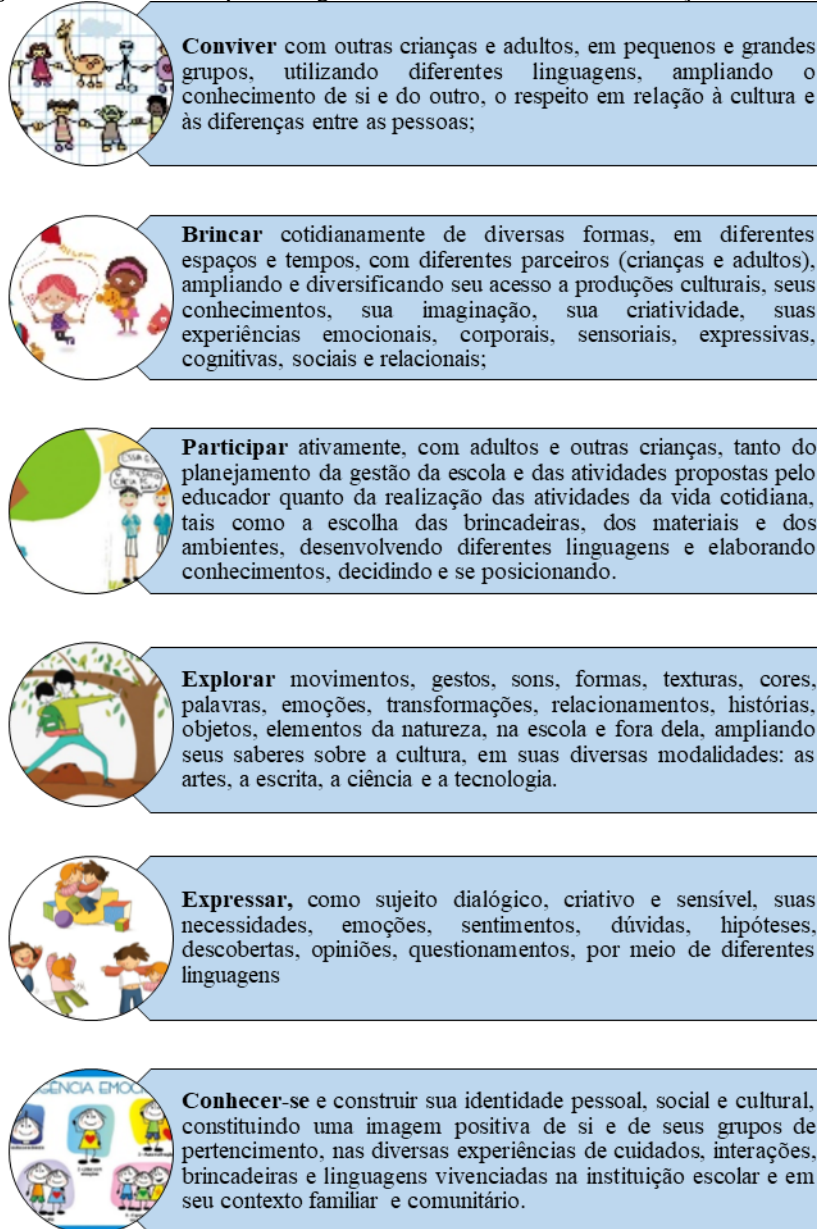 Conviver com outras crianças e adultos, em pequenos e grandes
grupos, utilizando diferentes linguagens, ampliando o
conhecimento de si e do outro, o respeito em relação à cultura e
às diferenças entre as pessoas;
Brincar cotidianamente de diversas formas, em diferentes
espaços e tempos, com diferentes parceiros (crianças e adultos),
ampliando e diversificando seu acesso a produções culturais, seus
conhecimentos, sua imaginação, sua criatividade, suas
experiências emocionais, corporais, sensoriais, expressivas,
cognitivas, sociais e relacionais;
Participar ativamente, com adultos e outras crianças, tanto do
planejamento da gestão da escola e das atividades propostas pelo
educador quanto da realização das atividades da vida cotidiana,
tais como a escolha das brincadeiras, dos materiais e dos
ambientes, desenvolvendo diferentes linguagens e elaborando
conhecimentos, decidindo e se posicionando.
Explorar movimentos, gestos, sons, formas, texturas, cores,
palavras, emoções, transformações, relacionamentos, histórias,
objetos, elementos da natureza, na escola e fora dela, ampliando
seus saberes sobre a cultura, em suas diversas modalidades: as
artes, a escrita, a ciência e a tecnologia.
Expressar, como sujeito dialógico, criativo e sensível, suas
necessidades, emoções, sentimentos, dúvidas, hipóteses,
descobertas, opiniões, questionamentos, por meio de diferentes
linguagens
GÊNCIA EMOC
Conhecer-se e construir sua identidade pessoal, social e cultural,
constituindo uma imagem positiva de si e de seus grupos de
pertencimento, nas diversas experiências de cuidados, interações,
brincadeiras e linguagens vivenciadas na instituição escolar e em
seu contexto familiar e comunitário.